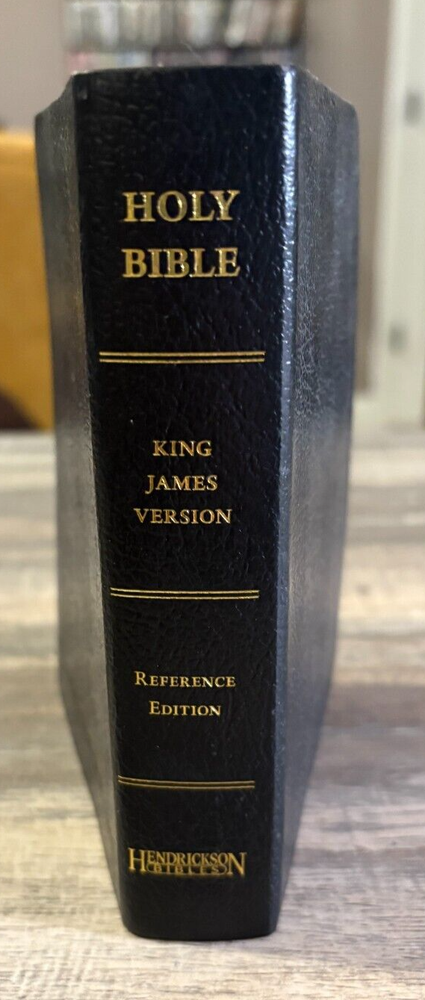 HOLY
BIBLE
KING
JAMES
VERSION
REFERENCE
EDITION
HENDRICKSON
BIBLES